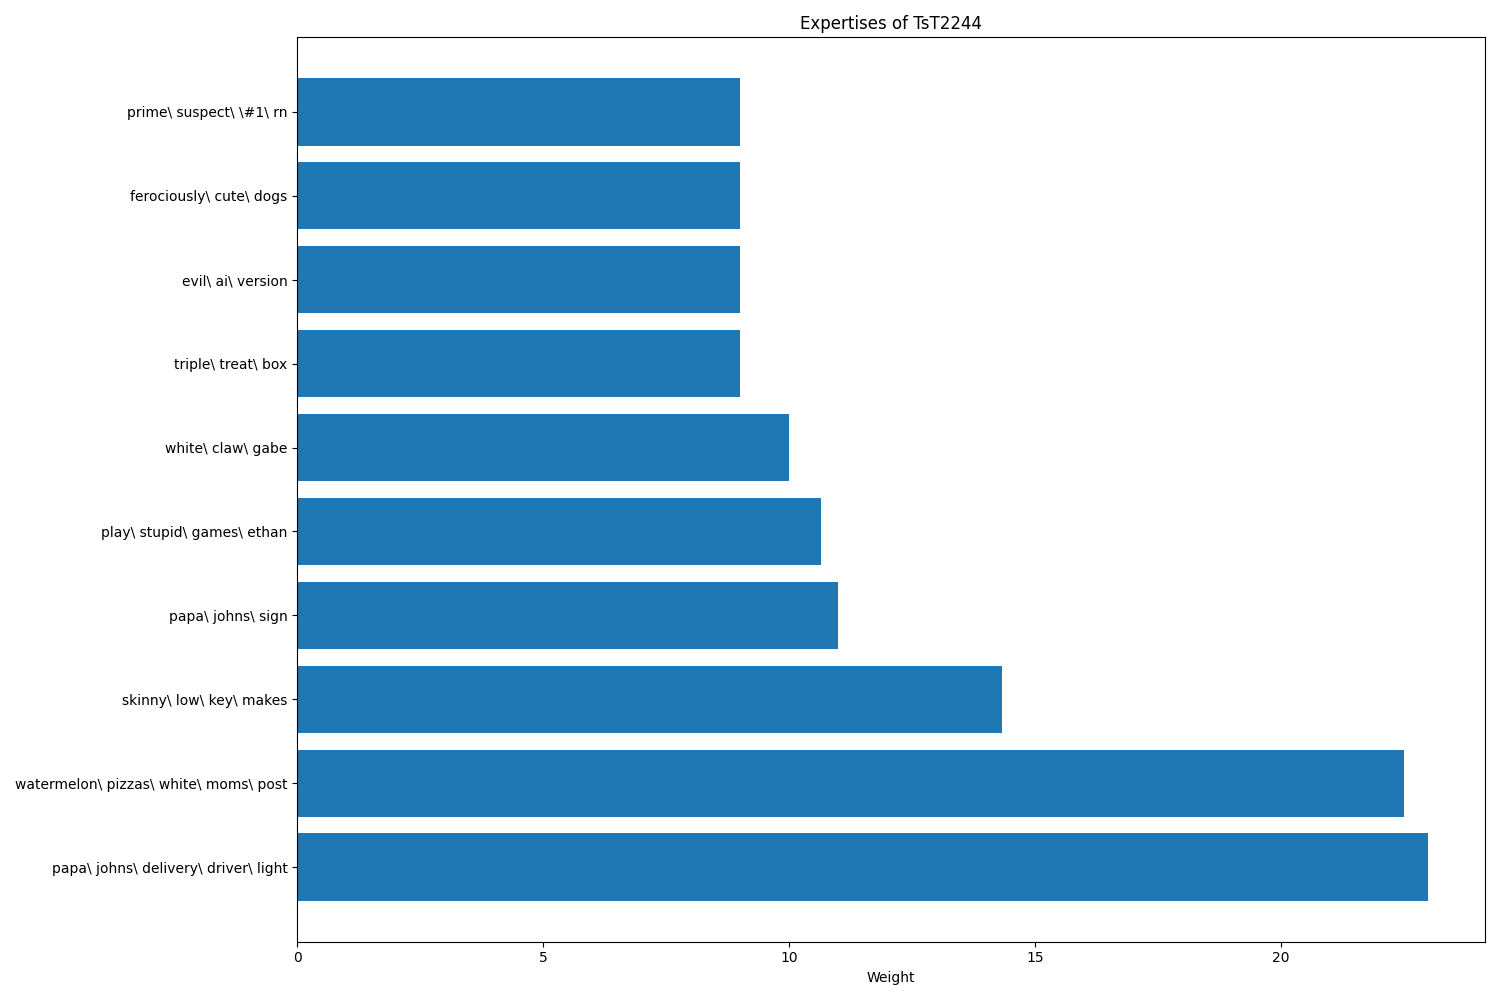 Expertises of TsT2244
prime\ suspect\ \#1\ rn
ferociously\ cute\ dogs
evil\ ai\ version
triple\ treat\ box
white\ claw\ gabe
play\ stupid\ games\ ethan
papa\ johns\ sign
skinny\ low\ key\ makes
watermelon\ pizzas\ white\ moms\ post
papa\ johns\ delivery\ driver\ light
0 5 10 15 20
Weight